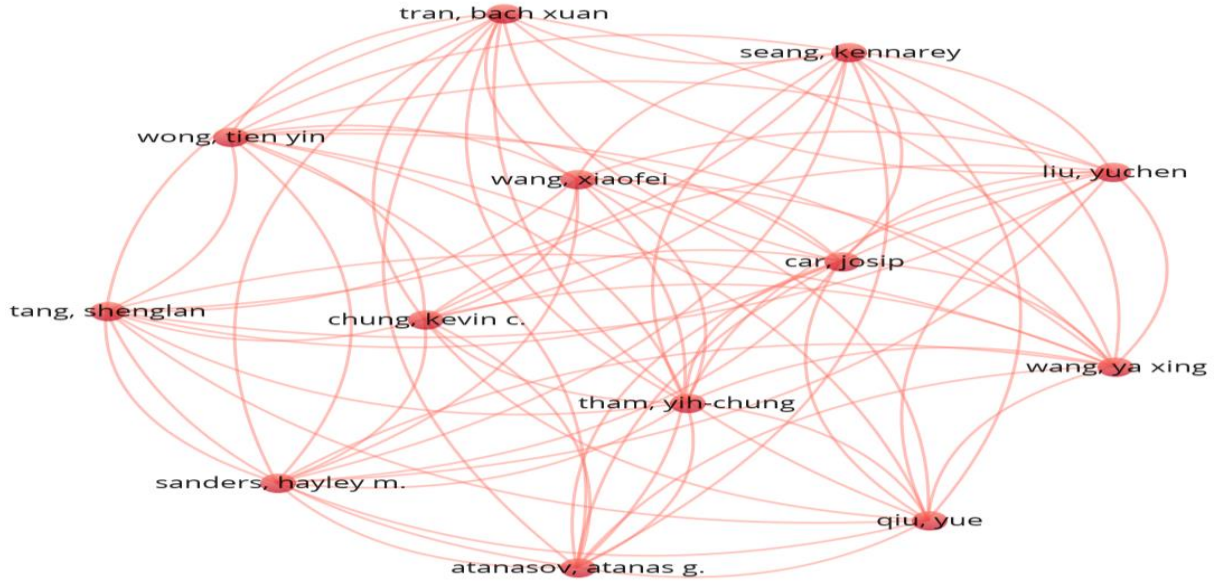 tran, bach xuan
seang, kennarey
wong, tien yin
wang, xiaofei
liu, yuchen
car, josip
tang, shenglan
chung, kevin c.
wang, ya xing
tham, yih-chung
sanders, hayley m.
qiu, yue
atanasov, atanas g.